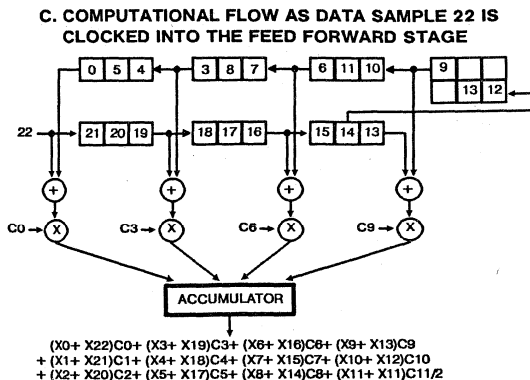 C. COMPUTATIONAL FLOW AS DATA SAMPLE 22 IS
CLOCKED INTO THE FEED FORWARD STAGE
0 5 4 3 8 7 6 11 10 9
13 12
22 21 20 19 18 17 16 15 14 13
+ + + +
C0 X C3 X C6 X C9 X
ACCUMULATOR
(X0+ X22)C0+ (X3+ X19)C3+ (X6+ X16)C6+ (X9+ X13)C9
+ (X1+ X21)C1+ (X4+ X18)C4+ (X7+ X15)C7+ (X10+ X12)C10
+ (X2+ X20)C2+ (X5+ X17)C5+ (X8+ X14)C8+ (X11+ X11)C11/2